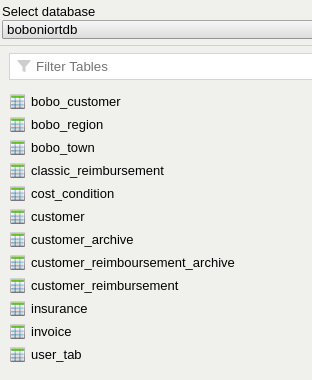 Select database
boboniortdb
Filter Tables
bobo_customer
bobo_region
bobo_town
classic_reimbursement
cost_condition
customer
customer_archive
customer_reimboursement_archive
customer_reimbursement
insurance
invoice
user_tab